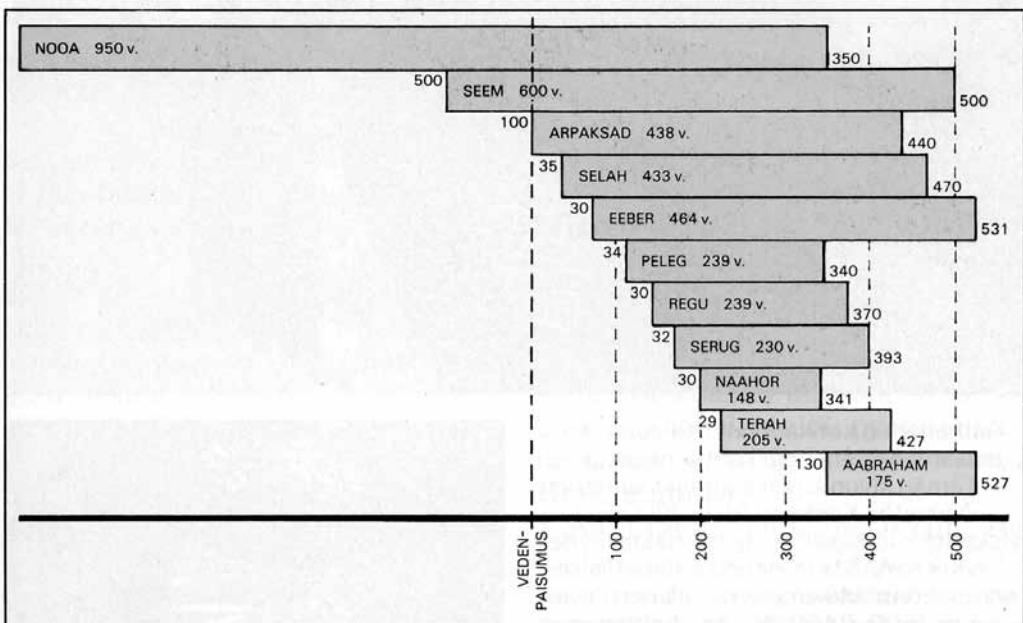 NOOA 950 v.
350
500
SEEM 600 v.
500
100
ARPAKSAD 438 v.
440
35
SELAH 433 v.
470
30
EEBER 464 v.
531
34
PELEG 239 v.
340
30
REGU 239 v.
370
32
SERUG 230 v.
393
30
NAAHOR
148 v.
341
29
TERAH
205 v.
427
130
AABRAHAM
175 v.
527
VEDEN-
PAISUMUS
100
200
300
400
500